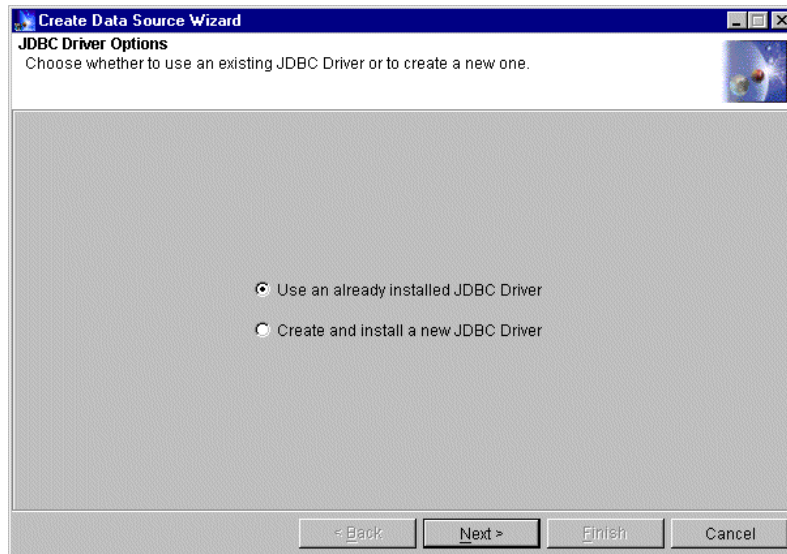 Create Data Source Wizard
JDBC Driver Options
Choose whether to use an existing JDBC Driver or to create a new one.
Use an already installed JDBC Driver
Create and install a new JDBC Driver
< Back Next > Finish Cancel